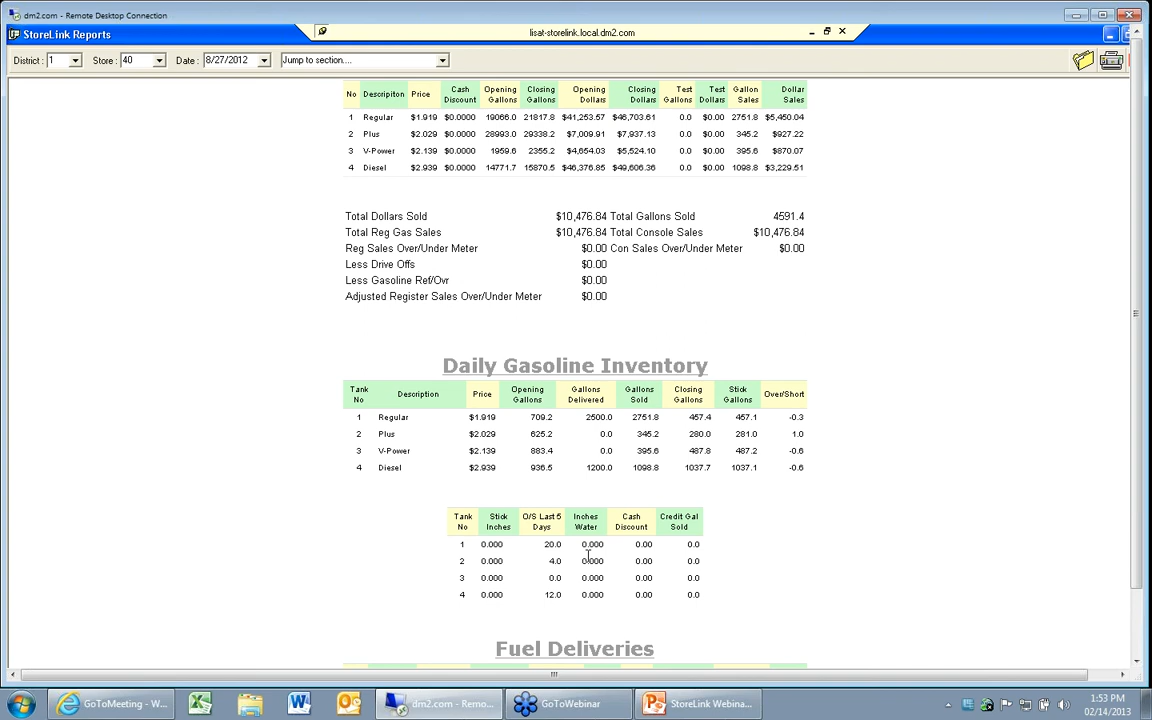 dm2.com - Remote Desktop Connection
StoreLink Reports
lisat-storelink.local.dm2.com
District : 1 Store : 40 Date : 8/27/2012 Jump to section....
No Descripiton Price Cash Discount Opening Gallons Closing Gallons Opening Dollars Closing Dollars Test Gallons Test Dollars Gallon Sales Dollar Sales
1 Regular $1.919 $0.0000 19066.0 21817.8 $41,253.57 $46,703.61 0.0 $0.00 2751.8 $5,450.04
2 Plus $2.029 $0.0000 28993.0 29338.2 $7,009.91 $7,937.13 0.0 $0.00 345.2 $927.22
3 V-Power $2.139 $0.0000 1959.6 2355.2 $4,654.03 $5,524.10 0.0 $0.00 395.6 $870.07
4 Diesel $2.939 $0.0000 14771.7 15870.5 $46,376.85 $49,606.36 0.0 $0.00 1098.8 $3,229.51
Total Dollars Sold $10,476.84 Total Gallons Sold 4591.4
Total Reg Gas Sales $10,476.84 Total Console Sales $10,476.84
Reg Sales Over/Under Meter $0.00 Con Sales Over/Under Meter $0.00
Less Drive Offs $0.00
Less Gasoline Ref/Ovr $0.00
Adjusted Register Sales Over/Under Meter $0.00
Daily Gasoline Inventory
Tank No Description Price Opening Gallons Gallons Delivered Gallons Sold Closing Gallons Stick Gallons Over/Short
1 Regular $1.919 709.2 2500.0 2751.8 457.4 457.1 -0.3
2 Plus $2.029 625.2 0.0 345.2 280.0 281.0 1.0
3 V-Power $2.139 883.4 0.0 395.6 487.8 487.2 -0.6
4 Diesel $2.939 936.5 1200.0 1098.8 1037.7 1037.1 -0.6
Tank No Stick Inches O/S Last 5 Days Inches Water Cash Discount Credit Gal Sold
1 0.000 20.0 0.000 0.00 0.0
2 0.000 4.0 0.000 0.00 0.0
3 0.000 0.0 0.000 0.00 0.0
4 0.000 12.0 0.000 0.00 0.0
Fuel Deliveries
GoToMeeting - W... dm2.com - Remo... GoToWebinar StoreLink Webina... 1:53 PM
02/14/2013